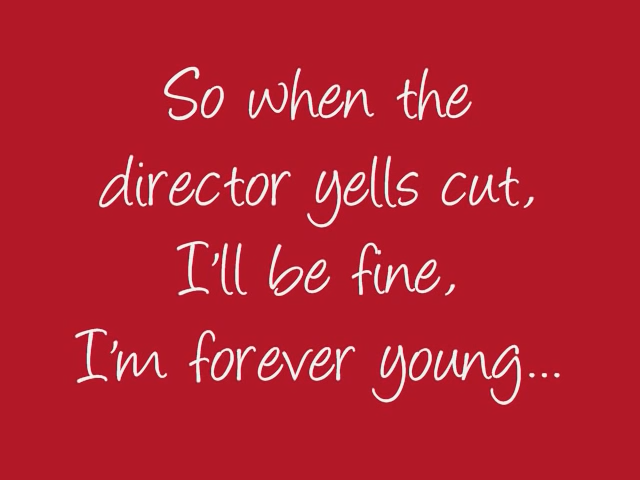 So when the
director yells cut,
I'll be fine,
I'm forever young...